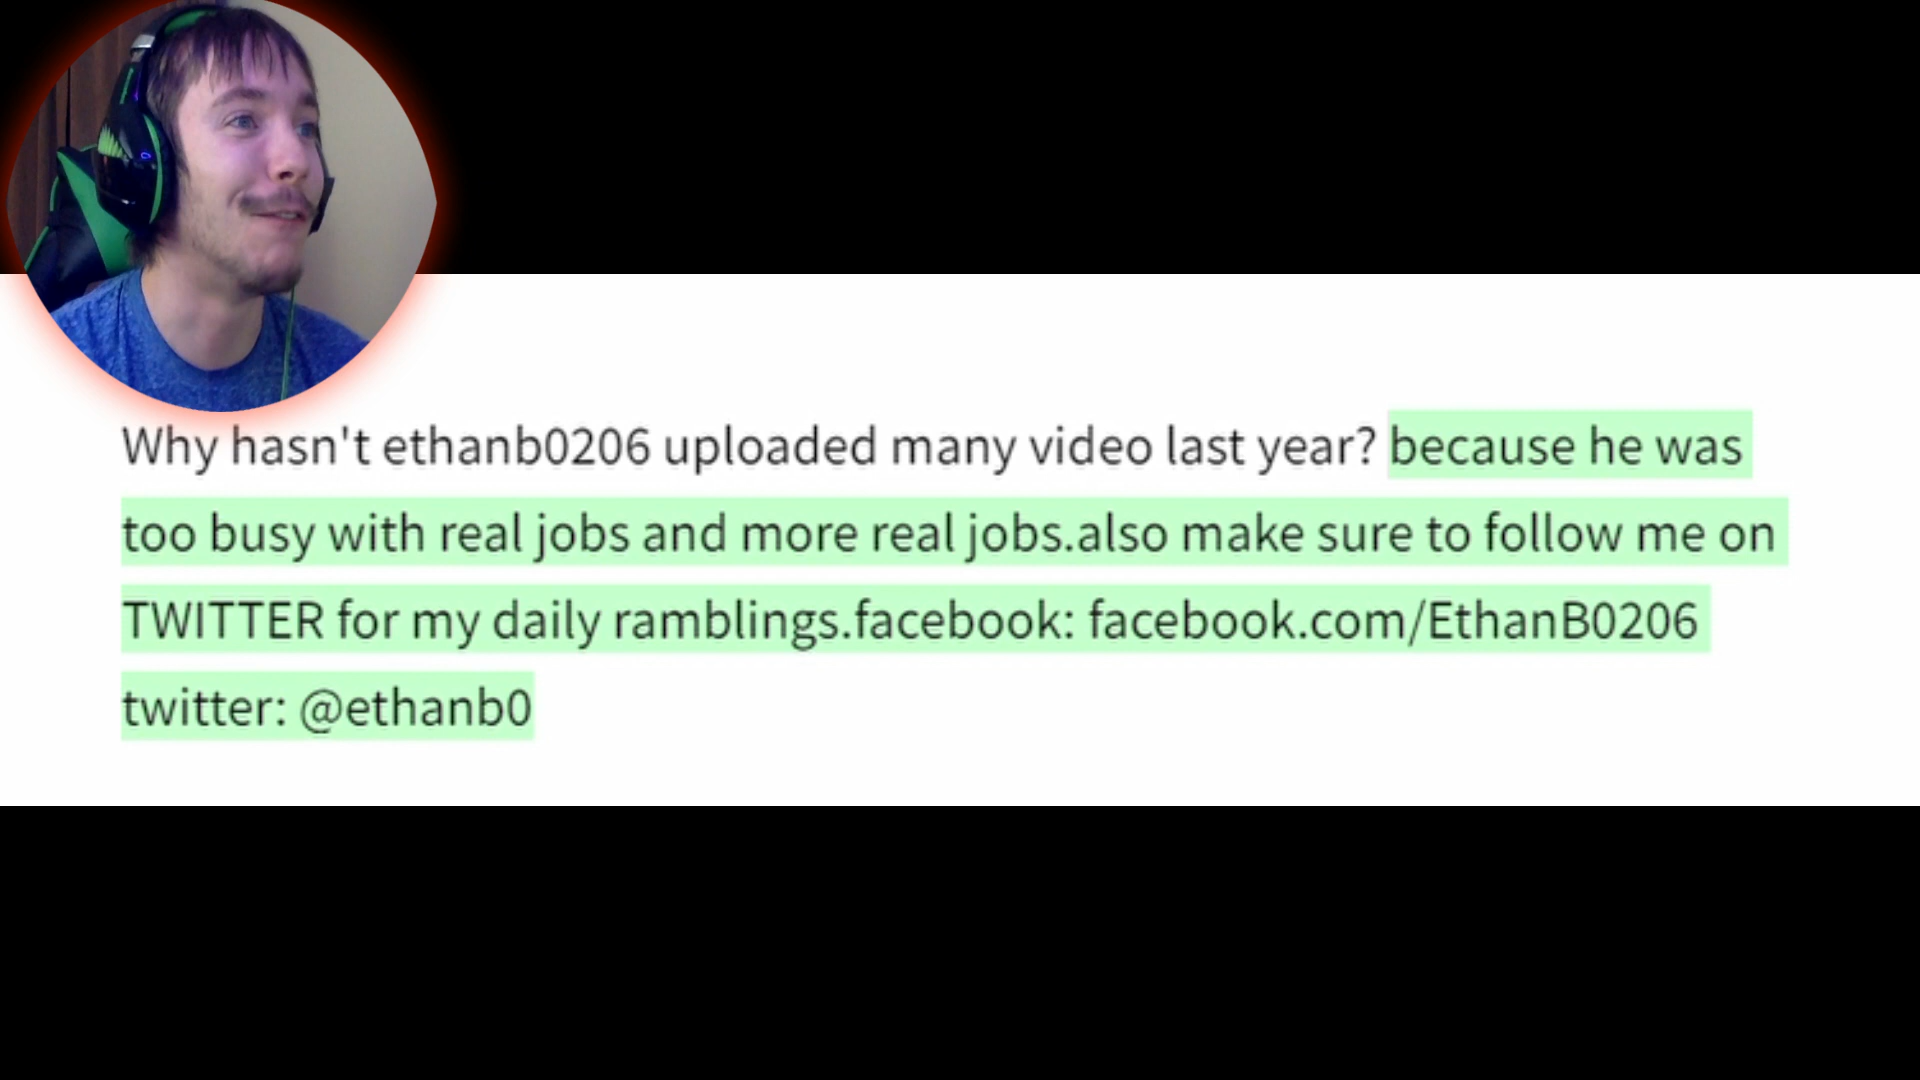 Why hasn't ethanb0206 uploaded many video last year? because he was
too busy with real jobs and more real jobs.also make sure to follow me on
TWITTER for my daily ramblings.facebook: facebook.com/EthanB0206
twitter: @ethanb0